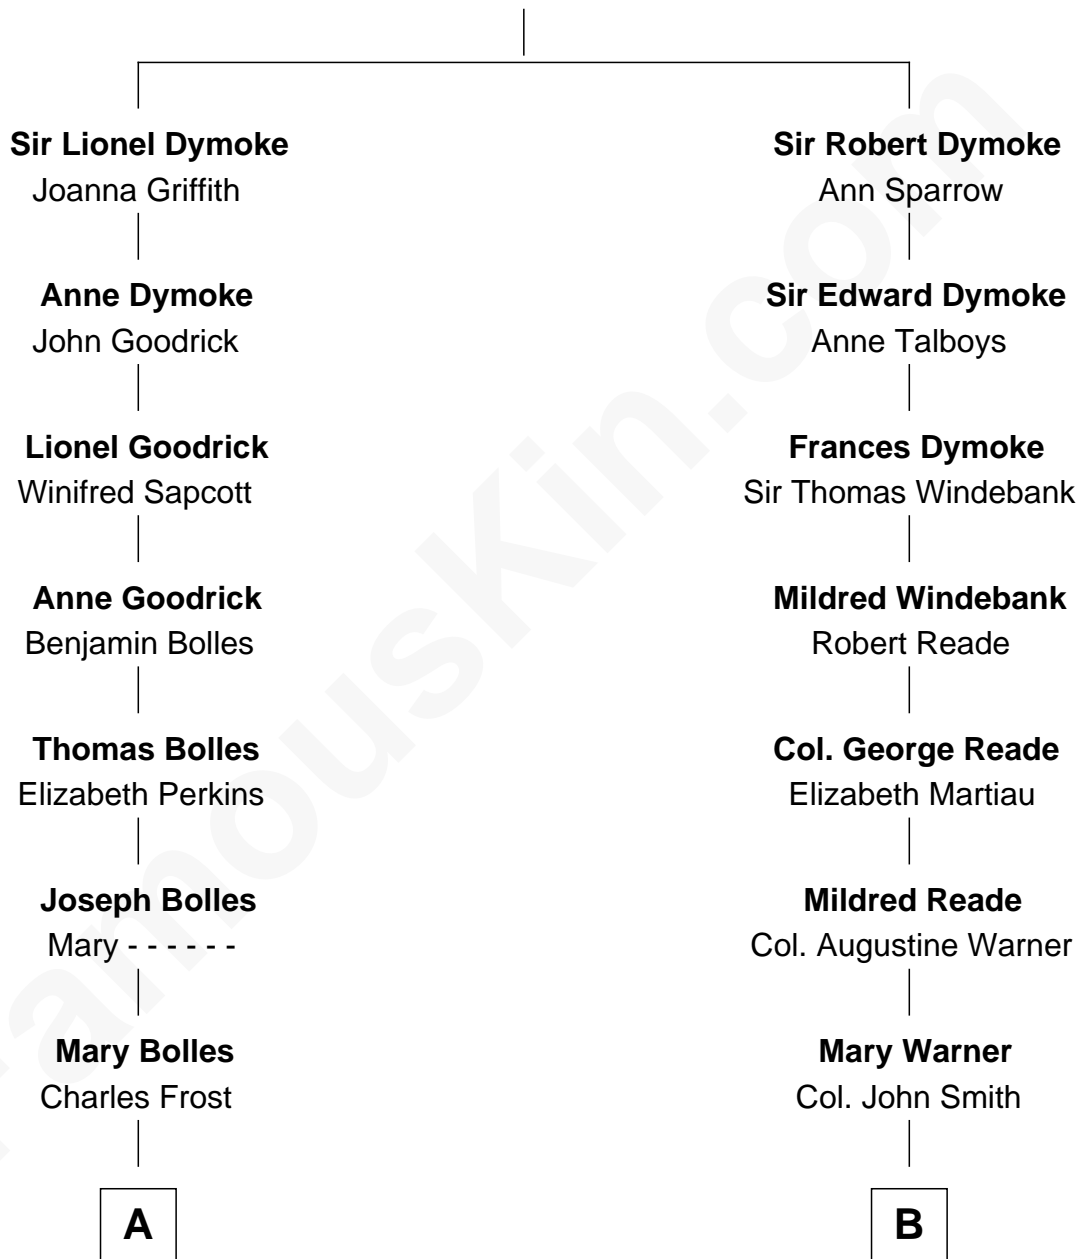 Sir Lionel Dymoke
Joanna Griffith
Anne Dymoke
John Goodrick
Lionel Goodrick
Winifred Sapcott
Anne Goodrick
Benjamin Bolles
Thomas Bolles
Elizabeth Perkins
Joseph Bolles
Mary - - - - - -
Mary Bolles
Charles Frost
A
Sir Robert Dymoke
Ann Sparrow
Sir Edward Dymoke
Anne Talboys
Frances Dymoke
Sir Thomas Windebank
Mildred Windebank
Robert Reade
Col. George Reade
Elizabeth Martiau
Mildred Reade
Col. Augustine Warner
Mary Warner
Col. John Smith
B
FamousKin.com